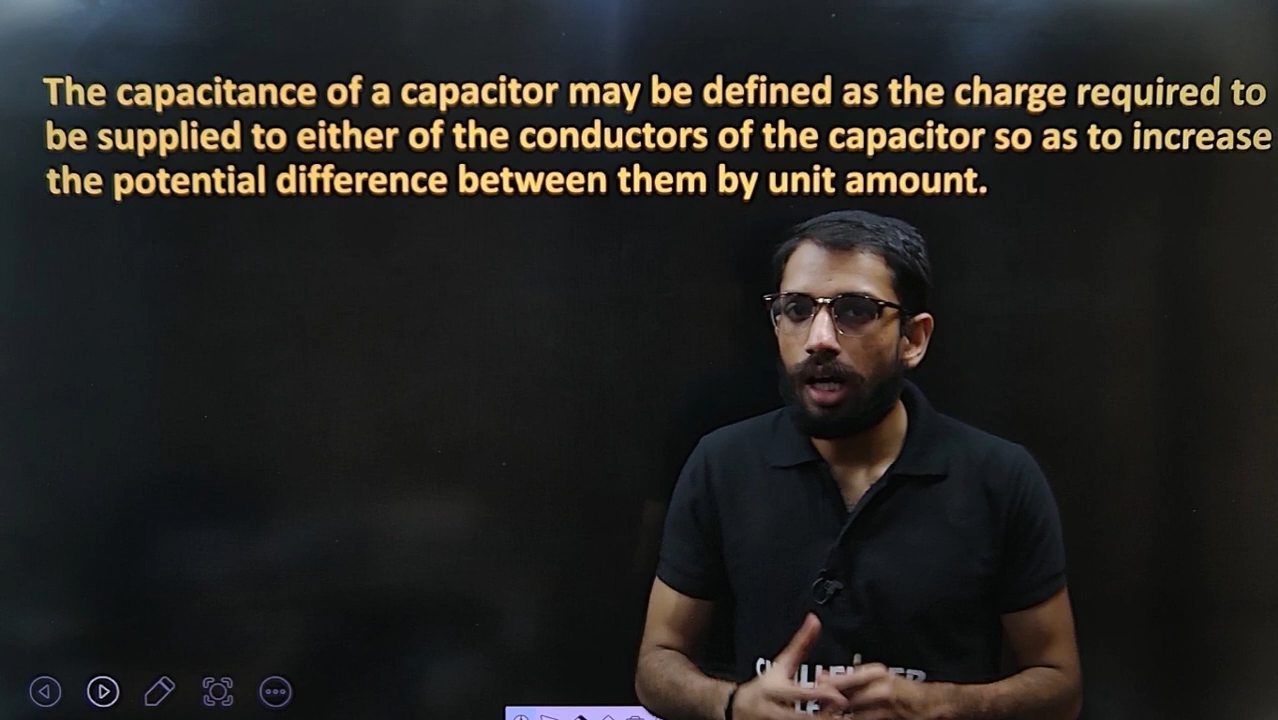 The capacitance of a capacitor may be defined as the charge required to
be supplied to either of the conductors of the capacitor so as to increase
the potential difference between them by unit amount.